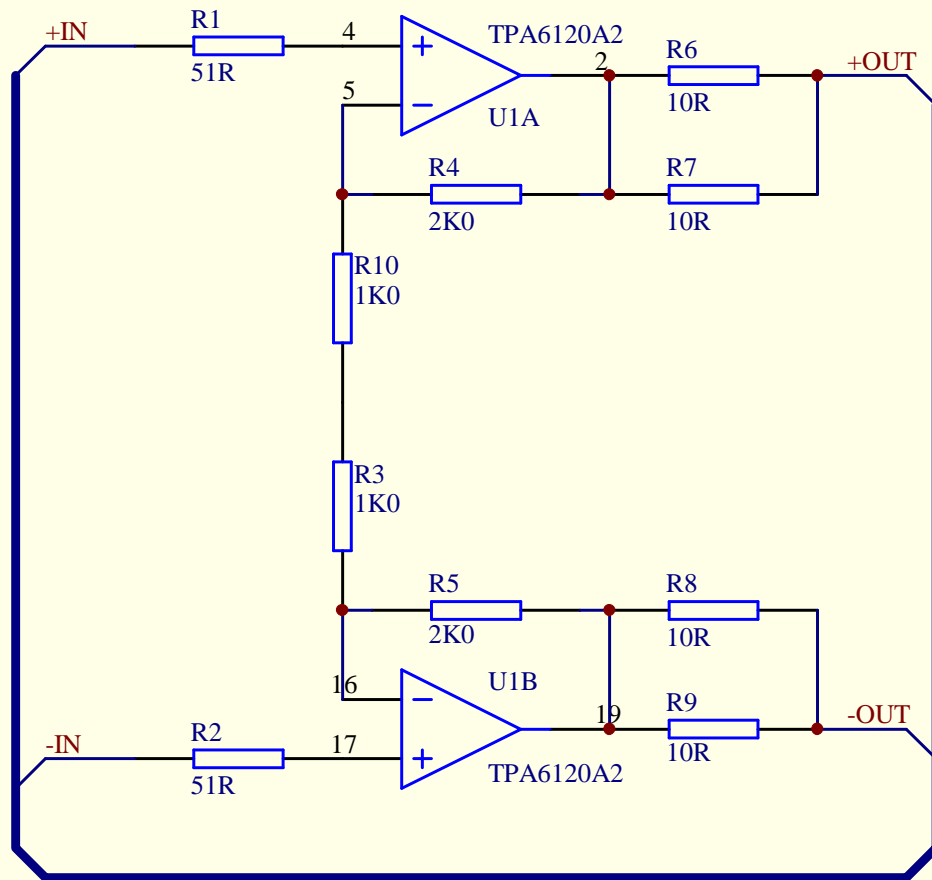 +IN
R1
51R
4
5
TPA6120A2
U1A
2
R6
10R
+OUT
R4
2K0
R7
10R
R10
1K0
R3
1K0
R5
2K0
R8
10R
16
U1B
19
R9
10R
-OUT
-IN
R2
51R
17
TPA6120A2